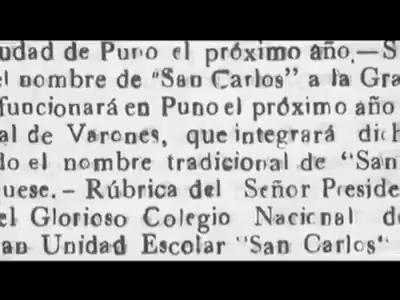 udad de Puno el próximo año.—S
el nombre de "San Carlos" a la Gra
funcionará en Puno el próximo año
al de Varones, que integrará dich
do el nombre tradicional de "San
uese.- Rúbrica del Señor Preside
el Glorioso Colegio Nacional de
an Unidad Escolar "San Carlos"